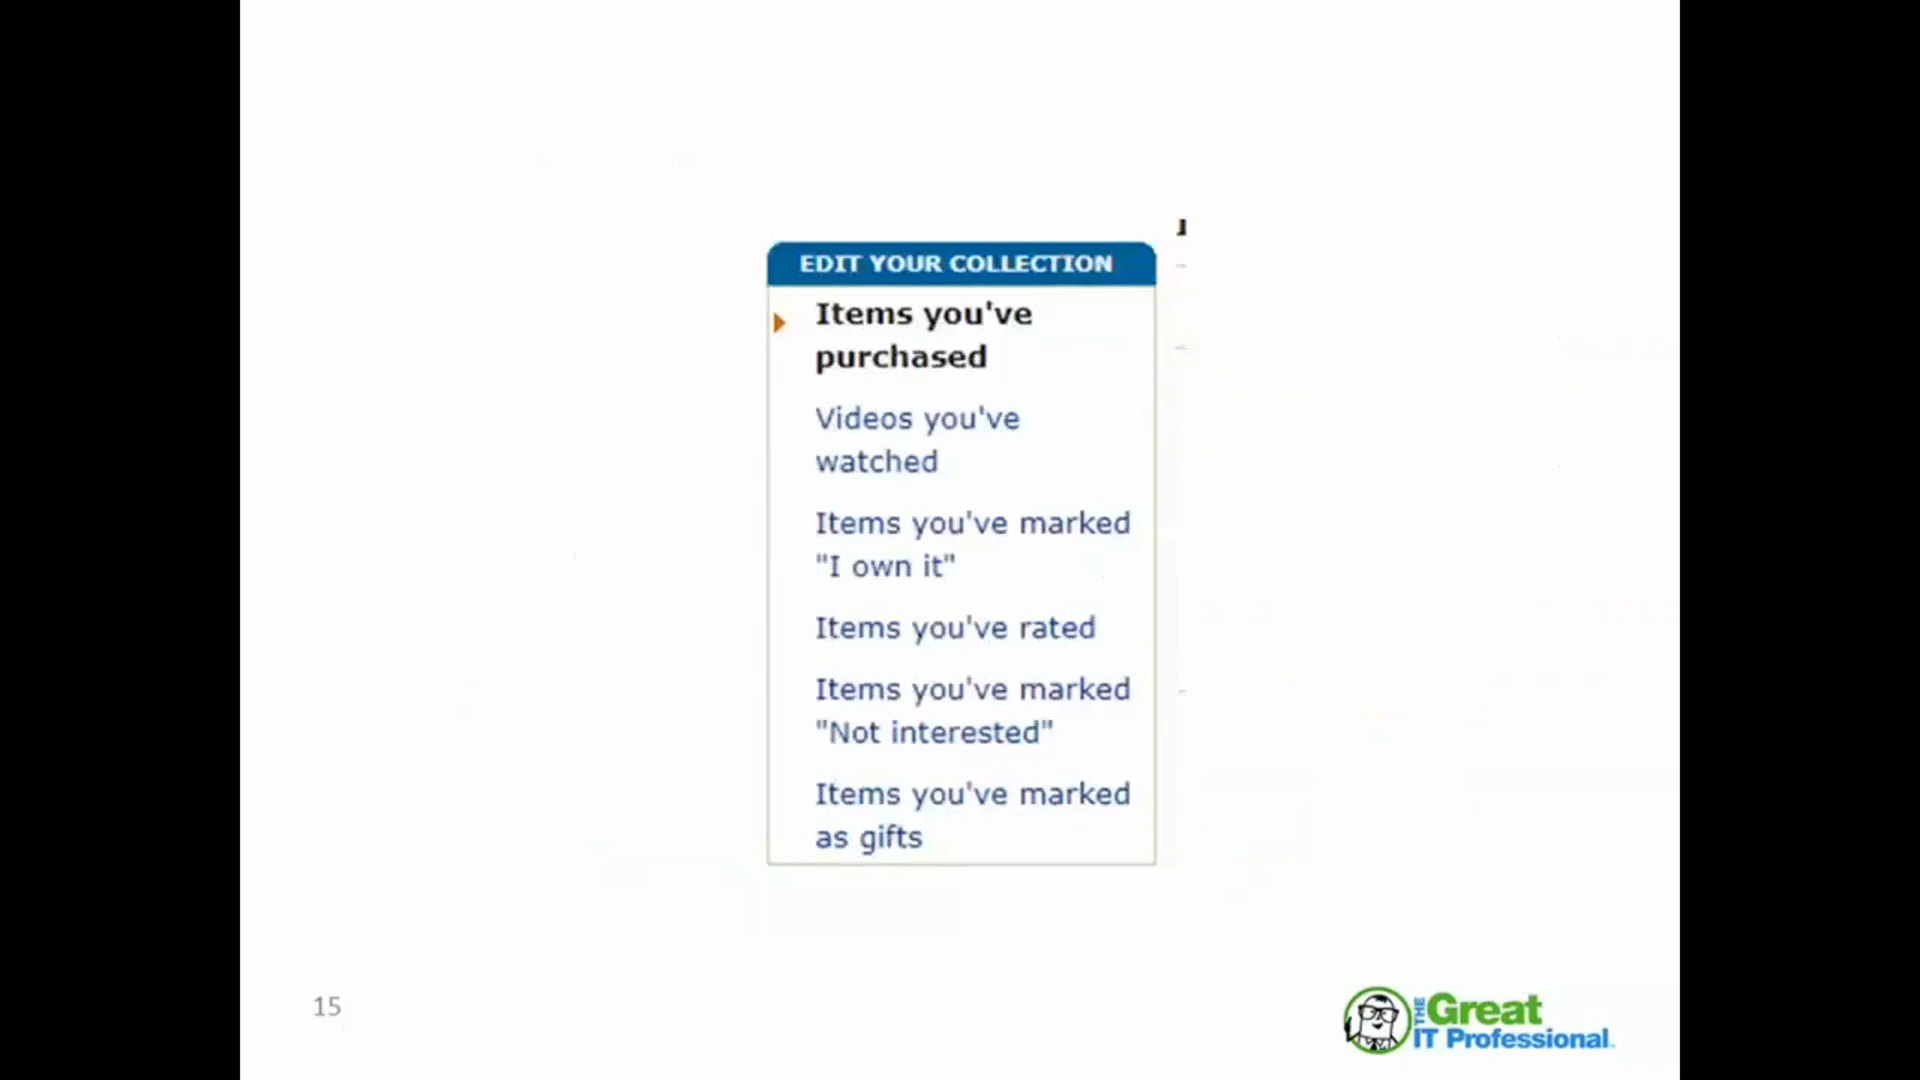 EDIT YOUR COLLECTION
Items you've
purchased
Videos you've
watched
Items you've marked
"I own it"
Items you've rated
Items you've marked
"Not interested"
Items you've marked
as gifts
15
THE Great
IT Professional